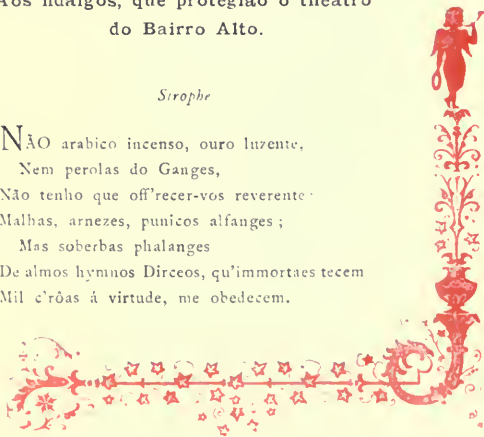 Aos fidalgos, que protegião o theatro
do Bairro Alto.
Strophe
NÃO arabico incenso, ouro luzente,
Nem perolas do Ganges,
Não tenho que off'recer-vos reverente
Malhas, arnezes, punicos alfanges;
Mas soberbas phalanges
De almos hymnos Dirceos, qu'immortaes tecem
Mil c'rôas á virtude, me obedecem.